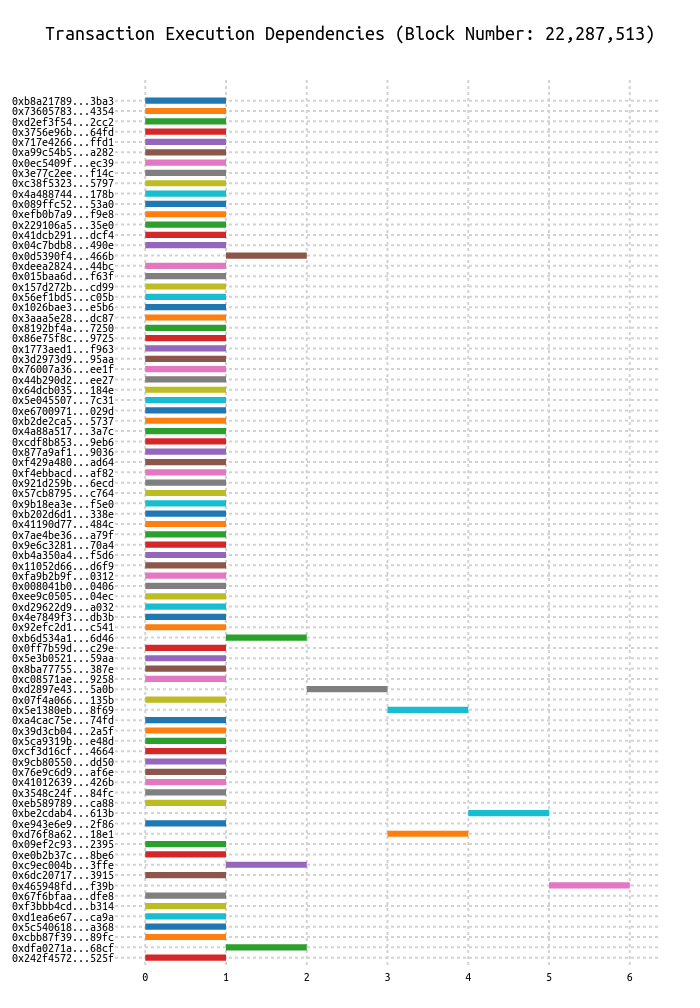 Transaction Execution Dependencies (Block Number: 22,287,513)
0xb8a21789...3ba3
0x73605783...4354
0xd2ef3f54...2cc2
0x3756e96b...64fd
0x717e4266...ffd1
0xa99c54b5...a282
0x0ec5409f...ec39
0x3e77c2ee...f14c
0xc38f5323...5797
0x4a488744...178b
0x089ffc52...53a0
0xefb0b7a9...f9e8
0x229106a5...35e0
0x41dcb291...dcf4
0x04c7bdb8...490e
0x0d5390f4...466b
0xdeea2824...44bc
0x015baa6d...f63f
0x157d272b...cd99
0x56ef1bd5...c05b
0x1026bae3...e5b6
0x3aaa5e28...dc87
0x8192bf4a...7250
0x86e75f8c...9725
0x1773aed1...f963
0x3d2973d9...95aa
0x76007a36...ee1f
0x44b290d2...ee27
0x64dcb035...184e
0x5e045507...7c31
0xe6700971...029d
0xb2de2ca5...5737
0x4a88a517...3a7c
0xcdf8b853...9eb6
0x877a9af1...9036
0xf429a480...ad64
0xf4ebbacd...af82
0x921d259b...6ecd
0x57cb8795...c764
0x9b18ea3e...f5e0
0xb202d6d1...338e
0x41190d77...484c
0x7ae4be36...a79f
0x9e6c3281...70a4
0xb4a350a4...f5d6
0x11052d66...d6f9
0xfa9b2b9f...0312
0x008041b0...0406
0xee9c0505...04ec
0xd29622d9...a032
0x4e7849f3...db3b
0x92efc2d1...c541
0xb6d534a1...6d46
0x0ff7b59d...c29e
0x5e3b0521...59aa
0x8ba77755...387e
0xc08571ae...9258
0xd2897e43...5a0b
0x07f4a066...135b
0x5e1380eb...8f69
0xa4cac75e...74fd
0x39d3cb04...2a5f
0x5ca9319b...e48d
0xcf3d16cf...4664
0x9cb80550...dd50
0x76e9c6d9...af6e
0x41012639...426b
0x3548c24f...84fc
0xeb589789...ca88
0xbe2cdab4...613b
0xe943e6e9...2f86
0xd76f8a62...18e1
0x09ef2c93...2395
0xe0b2b37c...8be6
0xc9ec004b...3ffe
0x6dc20717...3915
0x465948fd...f39b
0x67f6bfaa...dfe8
0xf3bbb4cd...b314
0xd1ea6e67...ca9a
0x5c540618...a368
0xcbb87f39...89fc
0xdfa0271a...68cf
0x242f4572...525f
0 1 2 3 4 5 6